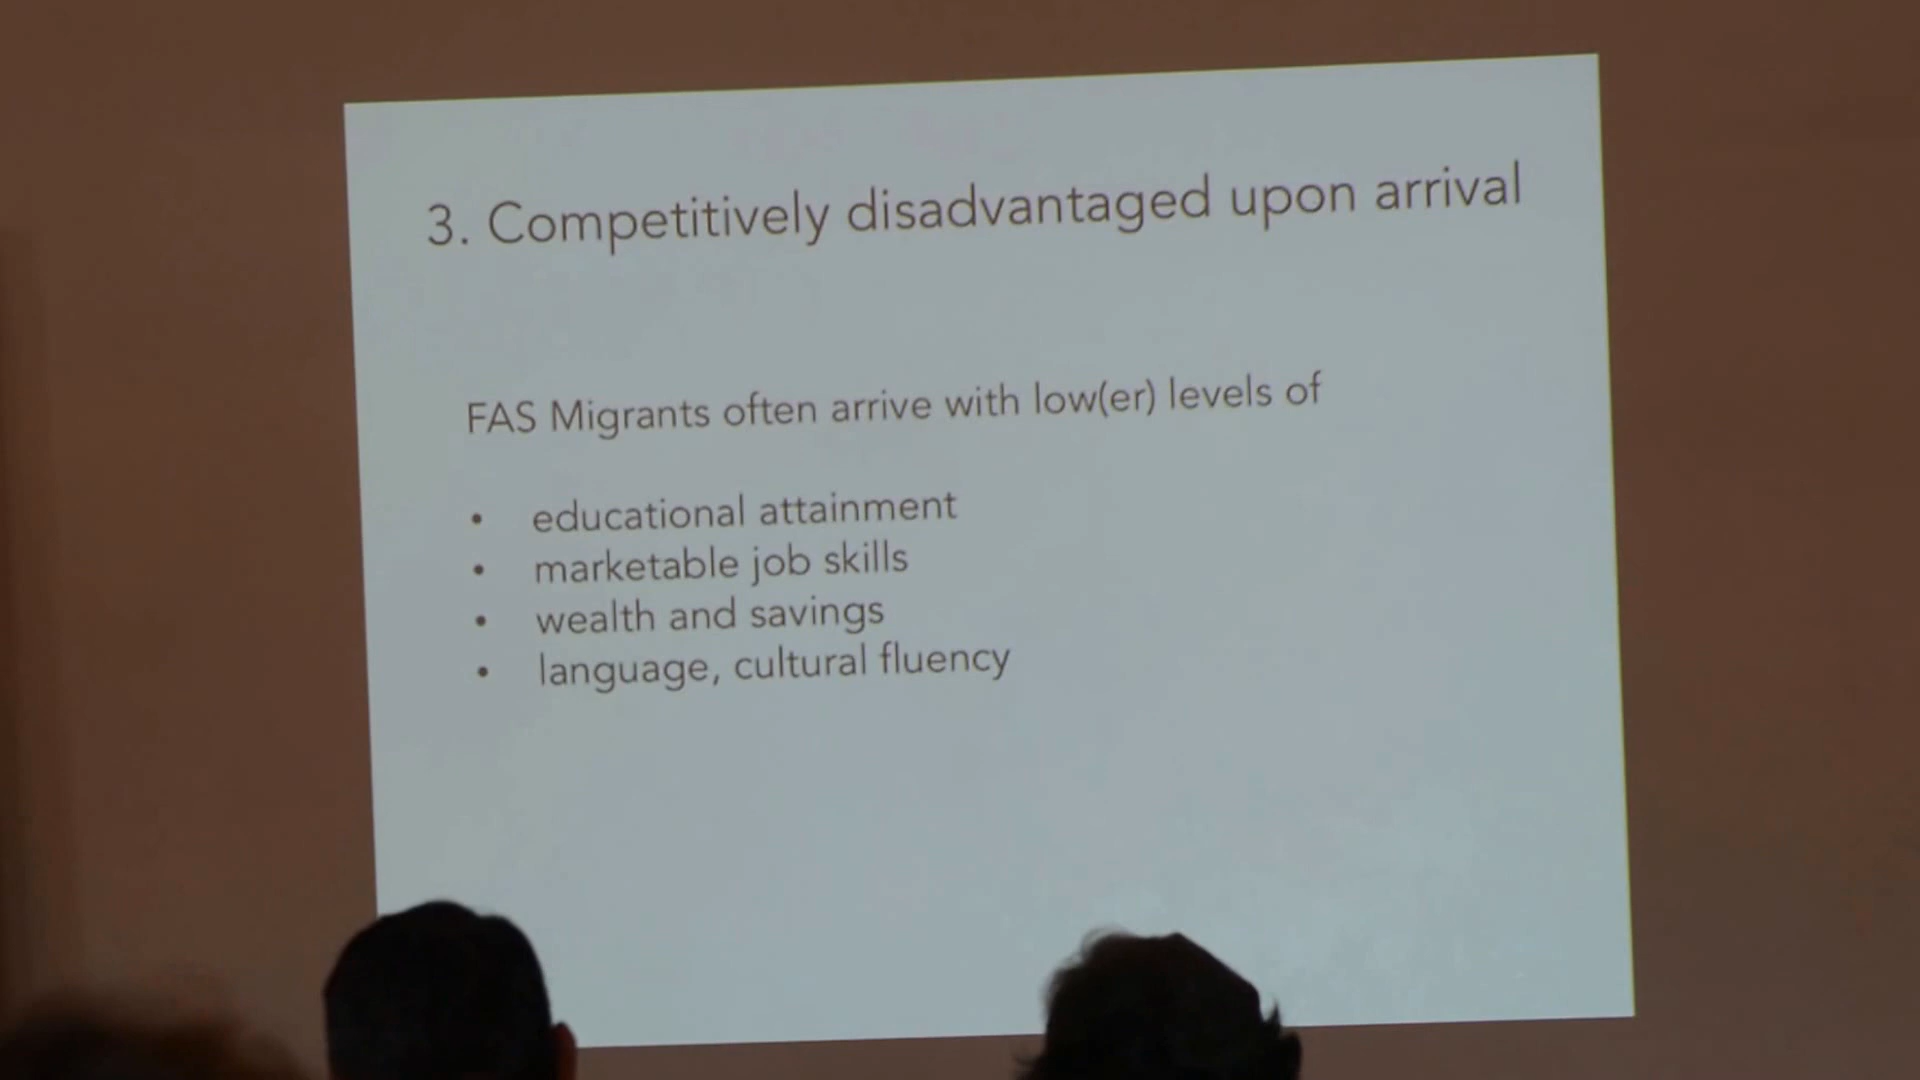 3. Competitively disadvantaged upon arrival
FAS Migrants often arrive with low(er) levels of
• educational attainment
• marketable job skills
• wealth and savings
• language, cultural fluency